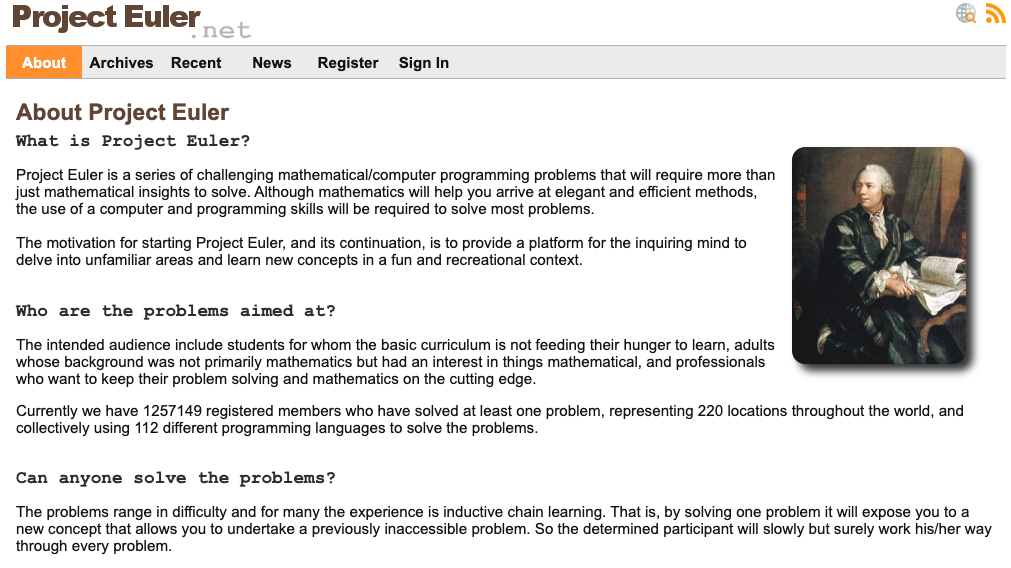 Project Euler
.net
About Archives Recent News Register Sign In
About Project Euler
What is Project Euler?
Project Euler is a series of challenging mathematical/computer programming problems that will require more than
just mathematical insights to solve. Although mathematics will help you arrive at elegant and efficient methods,
the use of a computer and programming skills will be required to solve most problems.
The motivation for starting Project Euler, and its continuation, is to provide a platform for the inquiring mind to
delve into unfamiliar areas and learn new concepts in a fun and recreational context.
Who are the problems aimed at?
The intended audience include students for whom the basic curriculum is not feeding their hunger to learn, adults
whose background was not primarily mathematics but had an interest in things mathematical, and professionals
who want to keep their problem solving and mathematics on the cutting edge.
Currently we have 1257149 registered members who have solved at least one problem, representing 220 locations throughout the world, and
collectively using 112 different programming languages to solve the problems.
Can anyone solve the problems?
The problems range in difficulty and for many the experience is inductive chain learning. That is, by solving one problem it will expose you to a
new concept that allows you to undertake a previously inaccessible problem. So the determined participant will slowly but surely work his/her way
through every problem.